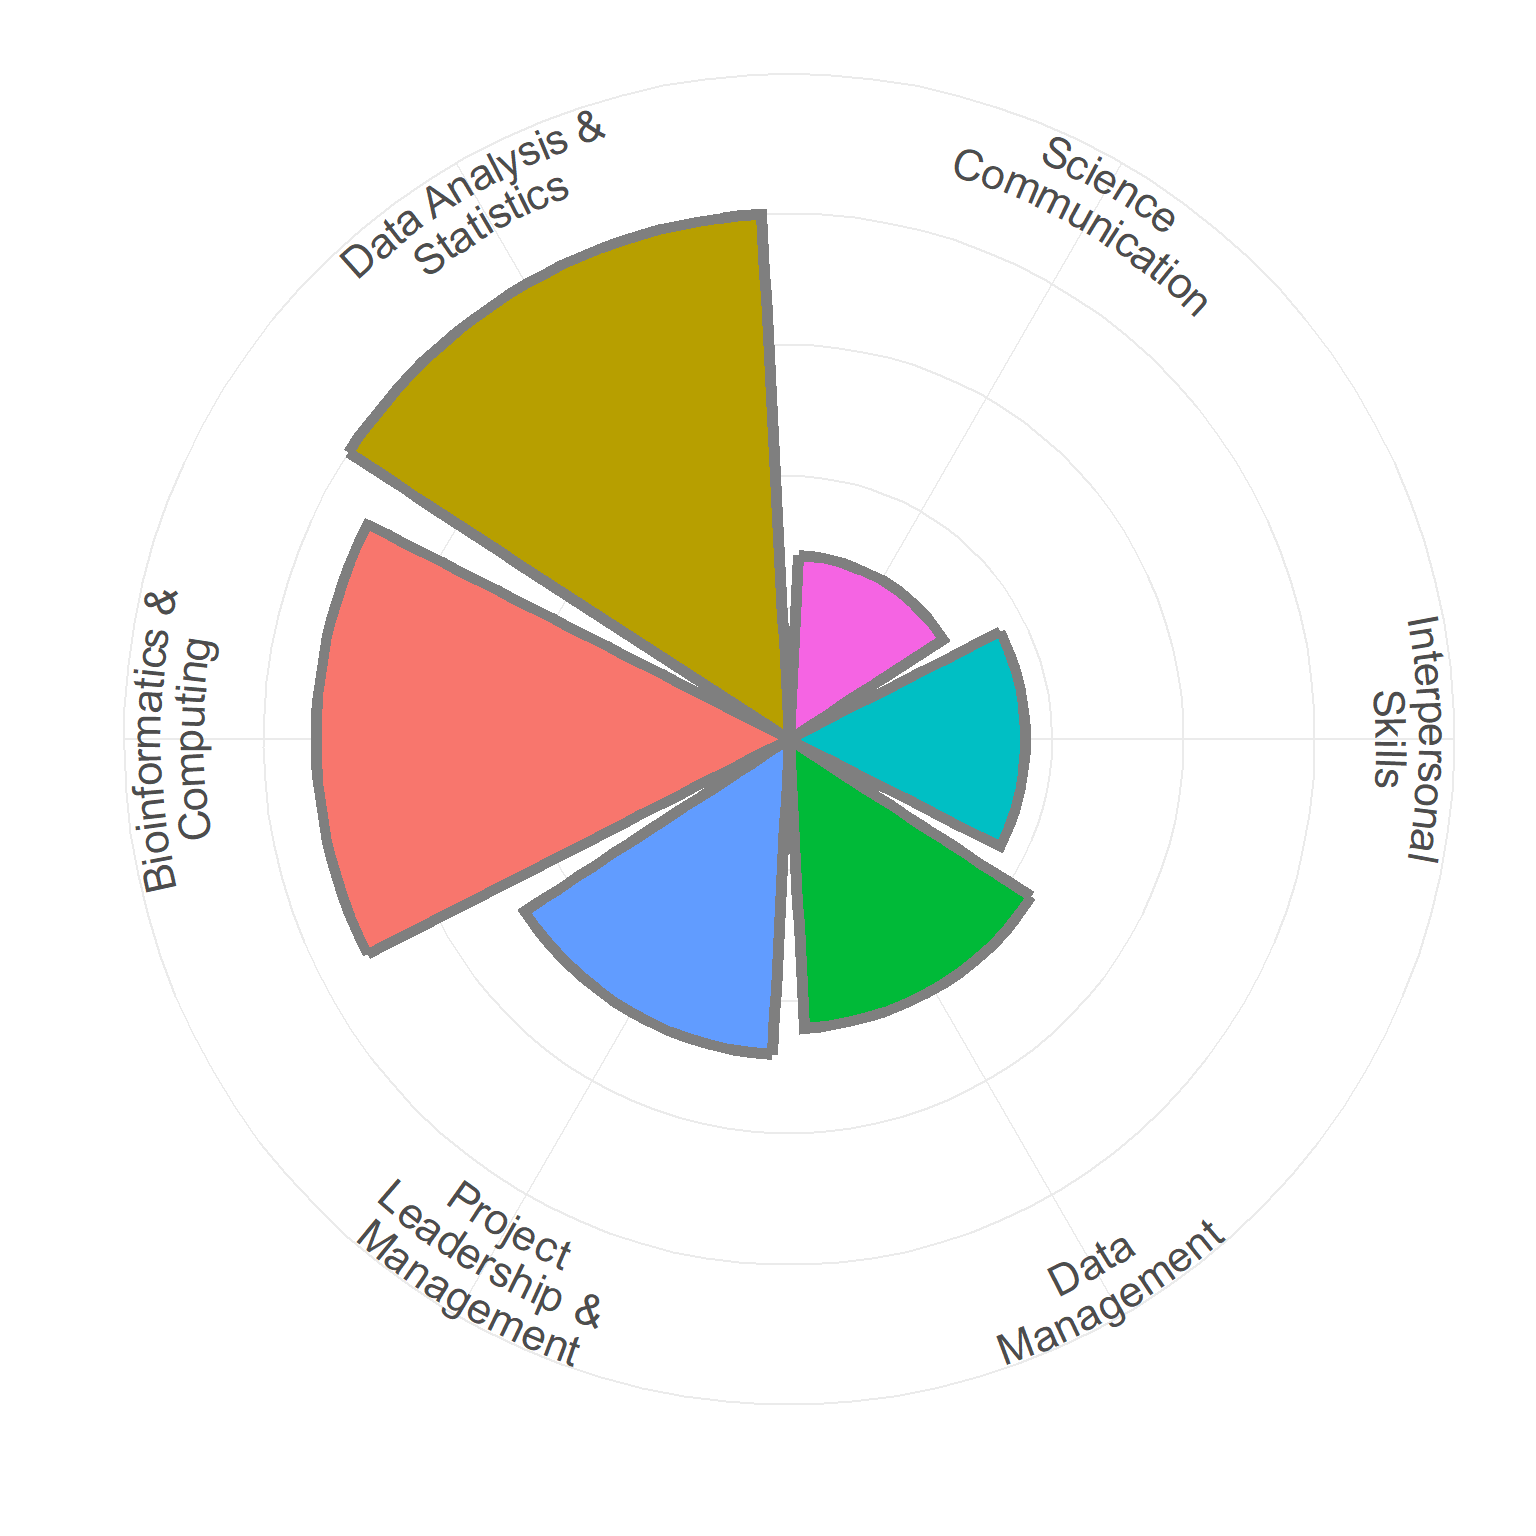 Data Analysis &
Statistics
Science
Communication
Bioinformatics &
Computing
Interpersonal
Skills
Project
Leadership &
Management
Data
Management